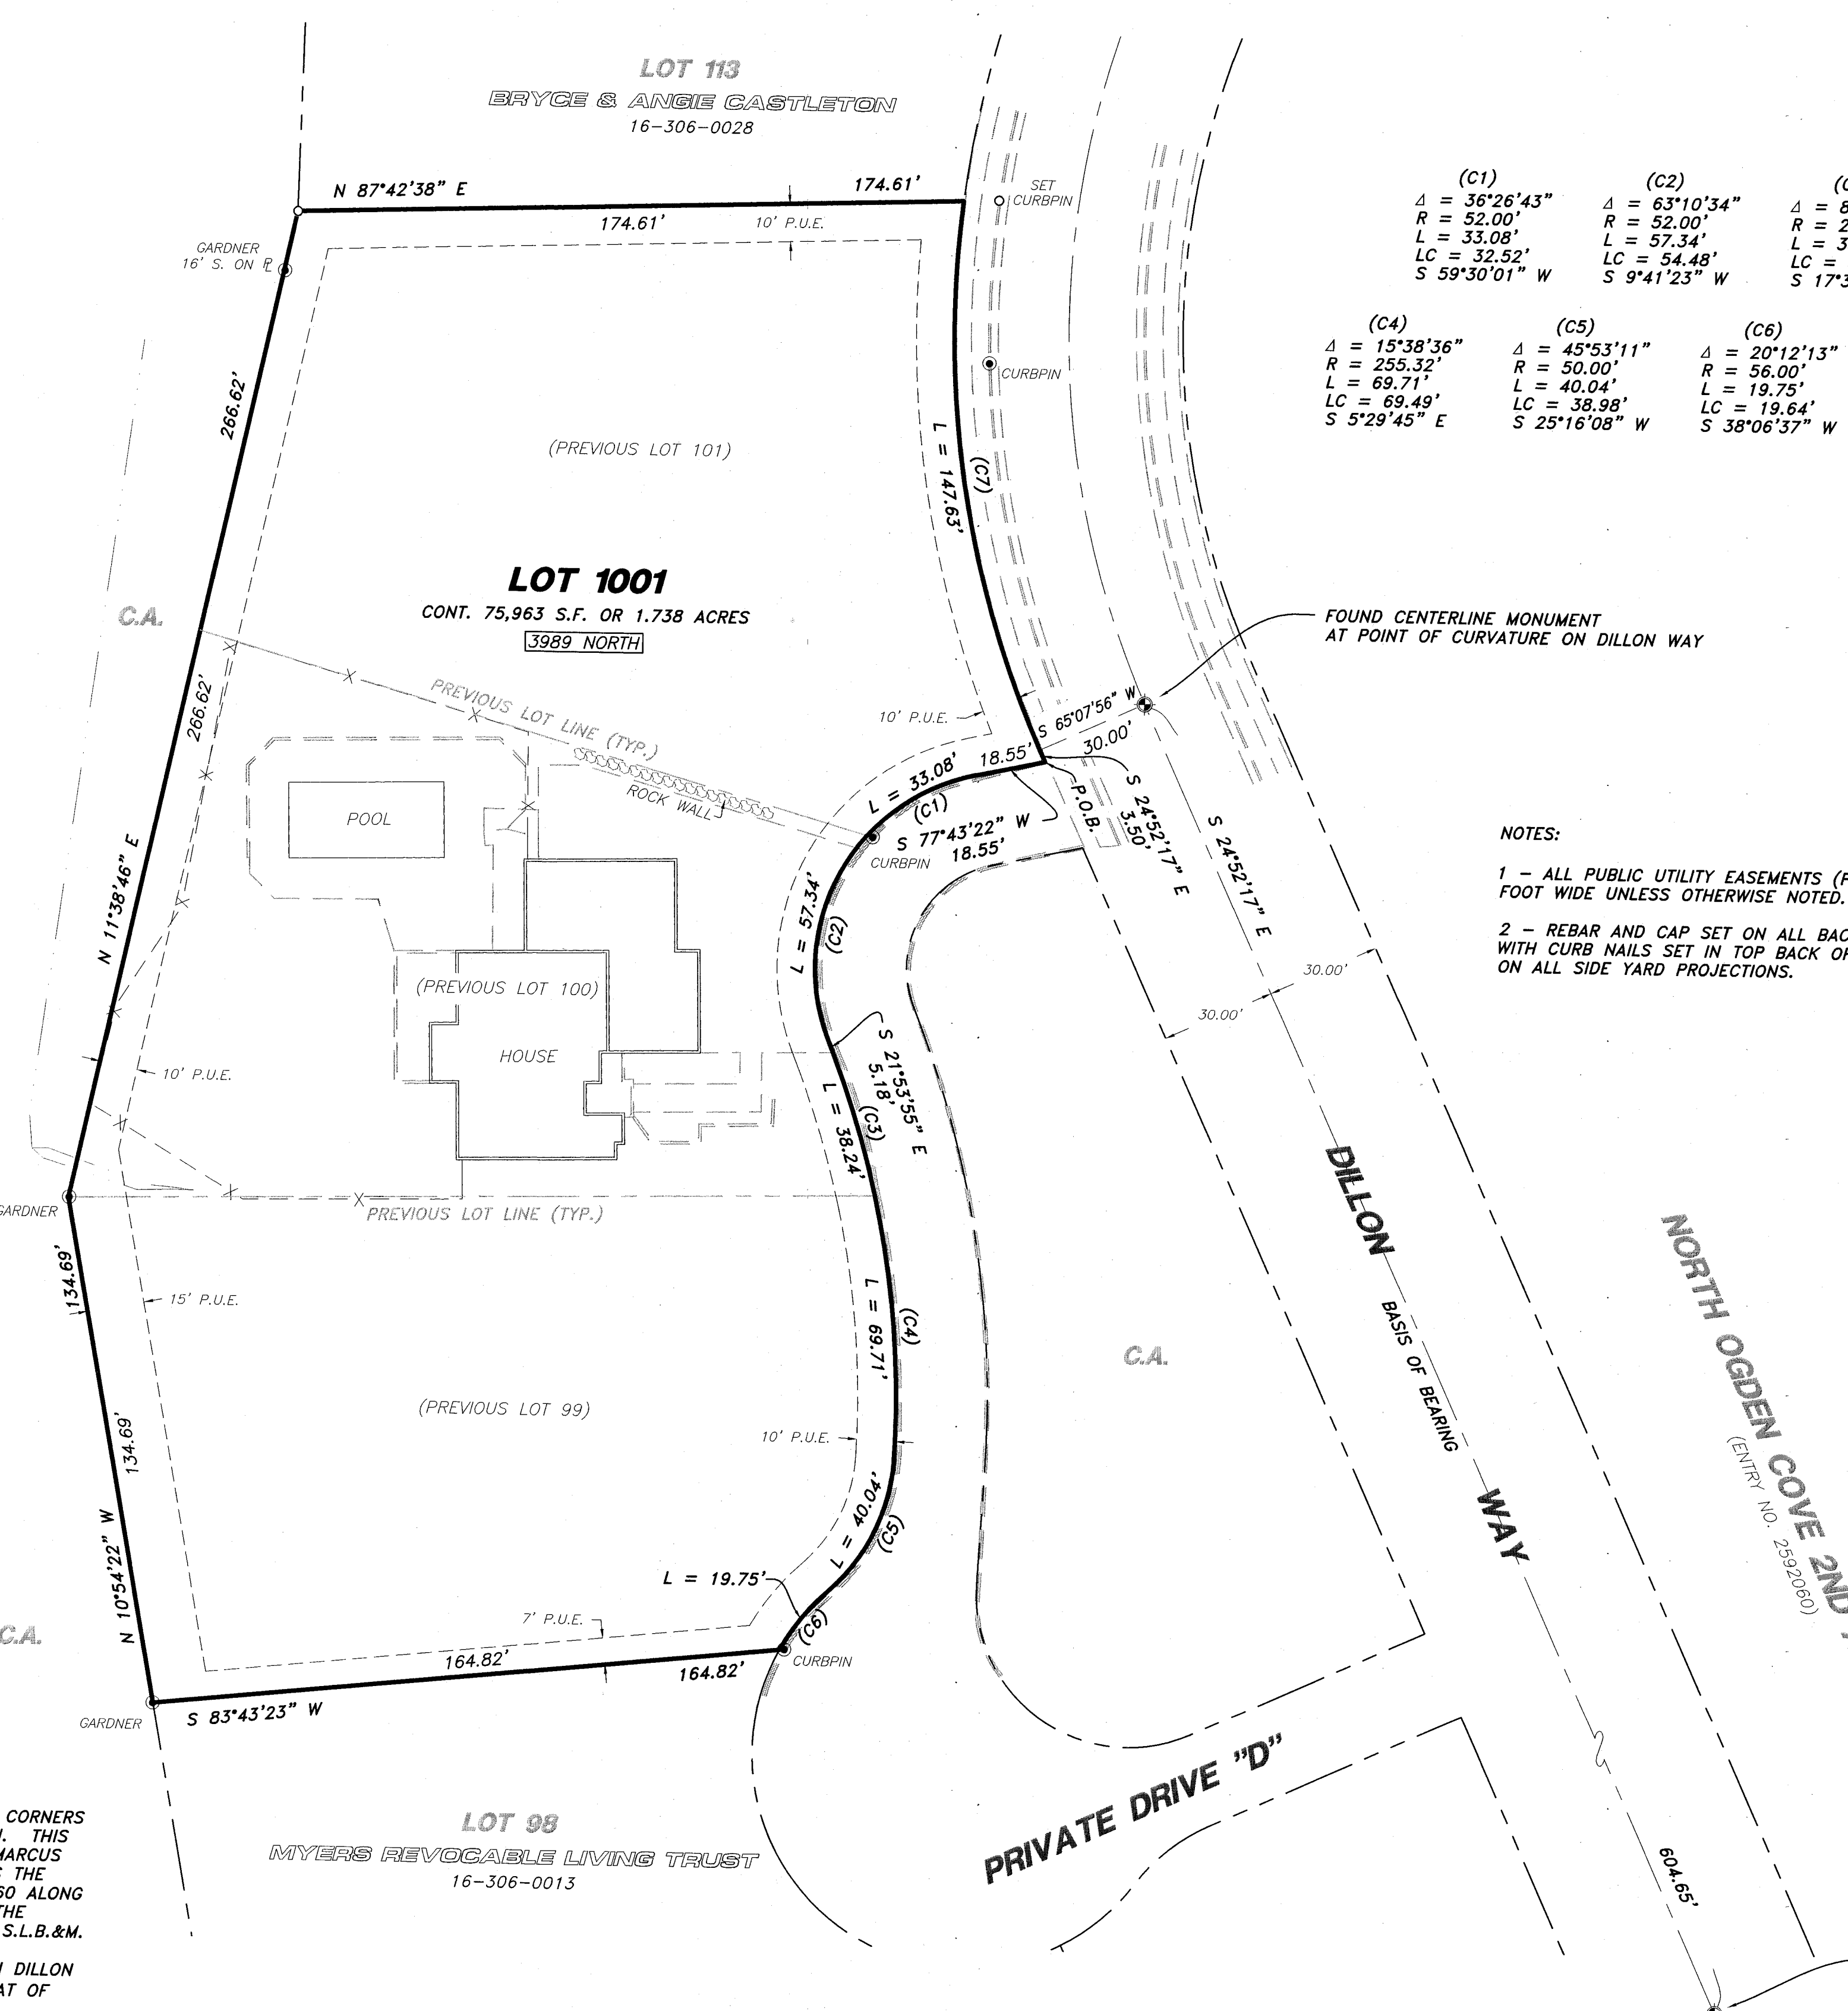 LOT 113
BRYCE & ANGIE CASTLETON
16-306-0028
N 87°42'38" E
174.61'
174.61'
10' P.U.E.
SET
CURBPIN
GARDNER
16' S. ON ℄
CURBPIN
(C1)
Δ = 36°26'43"
R = 52.00'
L = 33.08'
LC = 32.52'
S 59°30'01" W
(C2)
Δ = 63°10'34"
R = 52.00'
L = 57.34'
LC = 54.48'
S 9°41'23" W
Δ = 8
R = 2
L = 3
LC =
S 17°3
(C4)
Δ = 15°38'36"
R = 255.32'
L = 69.71'
LC = 69.49'
S 5°29'45" E
(C5)
Δ = 45°53'11"
R = 50.00'
L = 40.04'
LC = 38.98'
S 25°16'08" W
(C6)
Δ = 20°12'13"
R = 56.00'
L = 19.75'
LC = 19.64'
S 38°06'37" W
266.62'
(PREVIOUS LOT 101)
L = 147.63'
(C7)
LOT 1001
CONT. 75,963 S.F. OR 1.738 ACRES
3989 NORTH
C.A.
FOUND CENTERLINE MONUMENT
AT POINT OF CURVATURE ON DILLON WAY
266.62'
PREVIOUS LOT LINE (TYP.)
10' P.U.E.
S 65°07'56" W
30.00'
ROCK WALL
POOL
L = 33.08'
(C1)
18.55'
S 77°43'22" W
18.55'
CURBPIN
P.O.B.
S 24°52'17" E
3.50'
S 24°52'17" E
NOTES:
1 – ALL PUBLIC UTILITY EASEMENTS (P
FOOT WIDE UNLESS OTHERWISE NOTED.
2 – REBAR AND CAP SET ON ALL BAC
WITH CURB NAILS SET IN TOP BACK OF
ON ALL SIDE YARD PROJECTIONS.
N 11°38'46" E
L = 57.34'
(C2)
30.00'
30.00'
(PREVIOUS LOT 100)
HOUSE
10' P.U.E.
S 21°53'55" E
5.18'
L = 38.24'
(C3)
GARDNER
PREVIOUS LOT LINE (TYP.)
134.69'
15' P.U.E.
L = 69.71'
(C4)
C.A.
DILLON
BASIS OF BEARING
WAY
NORTH OGDEN COVE 2ND
(ENTRY NO. 2592060)
(PREVIOUS LOT 99)
134.69'
10' P.U.E.
L = 40.04'
(C5)
N 10°54'22" W
L = 19.75'
(C6)
7' P.U.E.
C.A.
164.82'
164.82'
CURBPIN
S 83°43'23" W
GARDNER
PRIVATE DRIVE "D"
LOT 98
MYERS REVOCABLE LIVING TRUST
16-306-0013
604.65'
CORNERS
THIS
MARCUS
THE
60 ALONG
THE
S.L.B.&M.
DILLON
AT OF